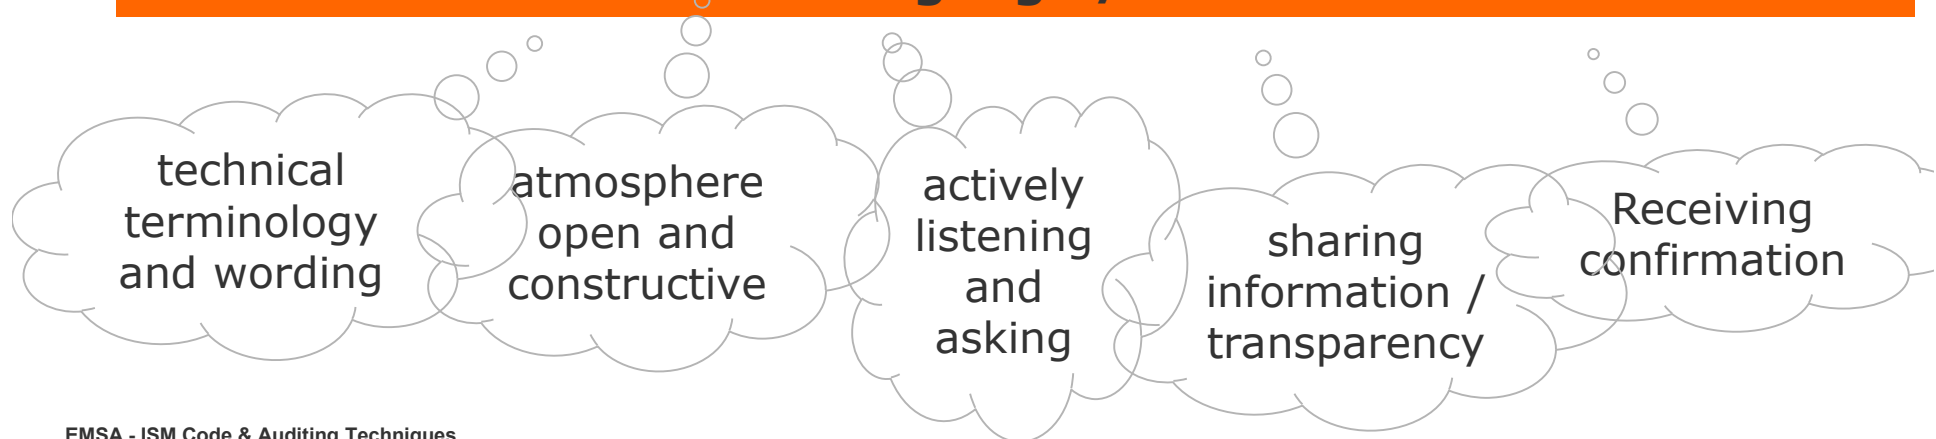 technical
terminology
and wording
atmosphere
open and
constructive
actively
listening
and
asking
sharing
information /
transparency
Receiving
confirmation
EMSA - ISM Code & Auditing Techniques